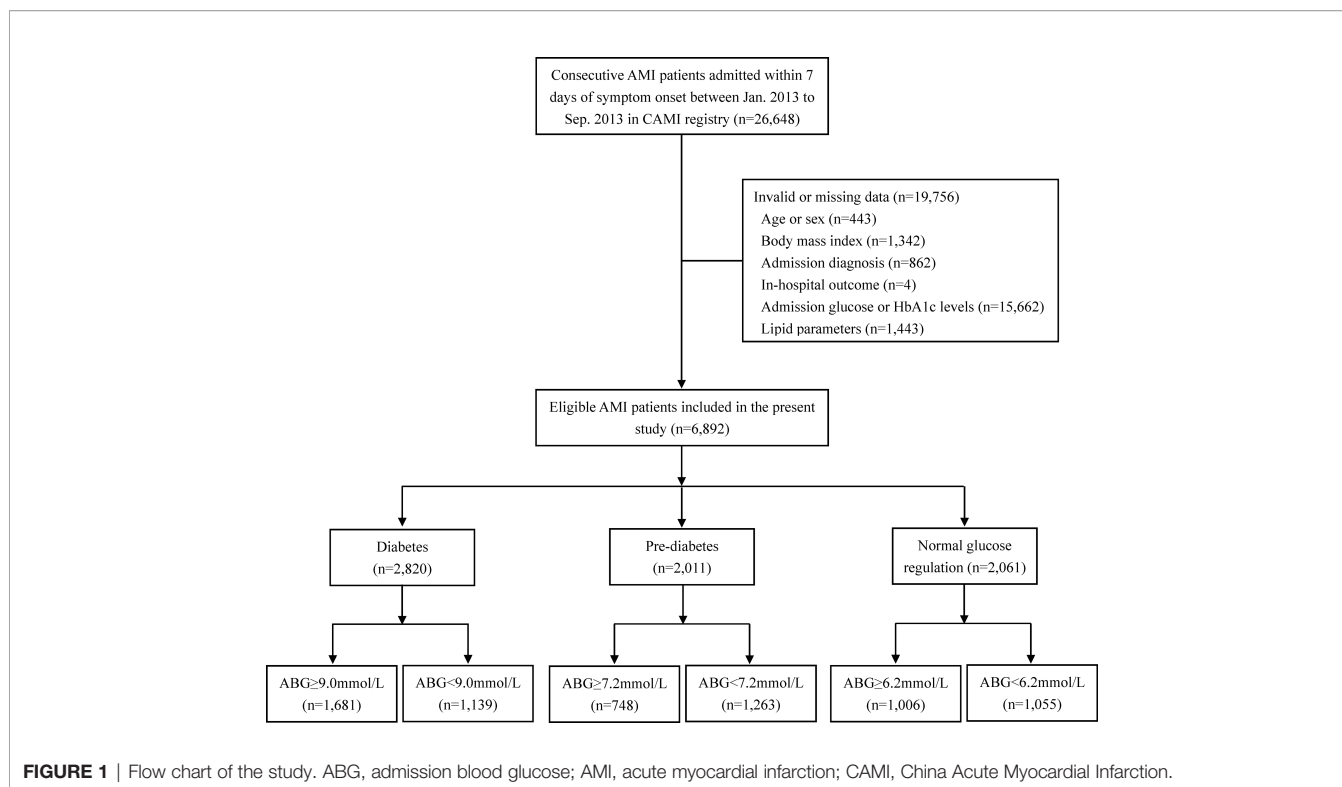 Consecutive AMI patients admitted within 7
days of symptom onset between Jan. 2013 to
Sep. 2013 in CAMI registry (n=26,648)
Invalid or missing data (n=19,756)
Age or sex (n=443)
Body mass index (n=1,342)
Admission diagnosis (n=862)
In-hospital outcome (n=4)
Admission glucose or HbA1c levels (n=15,662)
Lipid parameters (n=1,443)
Eligible AMI patients included in the present
study (n=6,892)
Diabetes
(n=2,820)
Pre-diabetes
(n=2,011)
Normal glucose
regulation (n=2,061)
ABG≥9.0mmol/L
(n=1,681)
ABG<9.0mmol/L
(n=1,139)
ABG≥7.2mmol/L
(n=748)
ABG<7.2mmol/L
(n=1,263)
ABG≥6.2mmol/L
(n=1,006)
ABG<6.2mmol/L
(n=1,055)
FIGURE 1 | Flow chart of the study. ABG, admission blood glucose; AMI, acute myocardial infarction; CAMI, China Acute Myocardial Infarction.